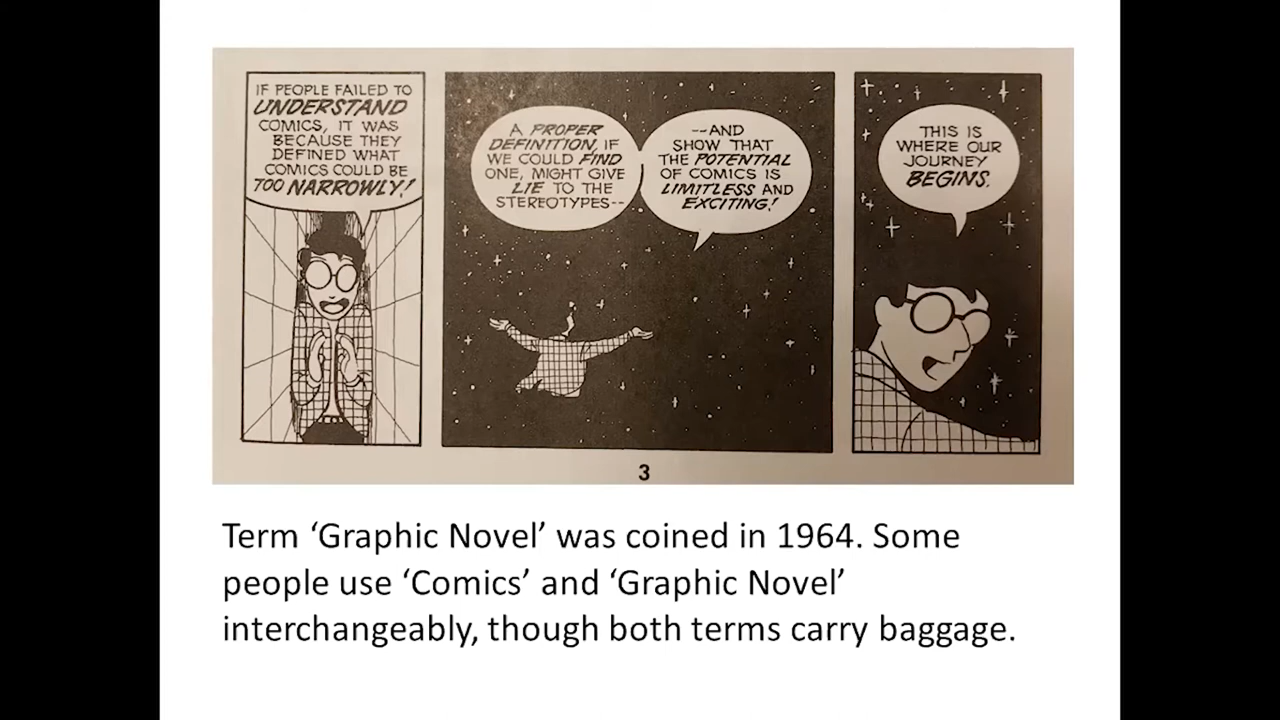 IF PEOPLE FAILED TO
UNDERSTAND
COMICS, IT WAS
BECAUSE THEY
DEFINED WHAT
COMICS COULD BE
TOO NARROWLY!
A PROPER
DEFINITION, IF
WE COULD FIND
ONE, MIGHT GIVE
LIE TO THE
STEREOTYPES--
--AND
SHOW THAT
THE POTENTIAL
OF COMICS IS
LIMITLESS AND
EXCITING!
THIS IS
WHERE OUR
JOURNEY
BEGINS.
3
Term ‘Graphic Novel’ was coined in 1964. Some
people use ‘Comics’ and ‘Graphic Novel’
interchangeably, though both terms carry baggage.